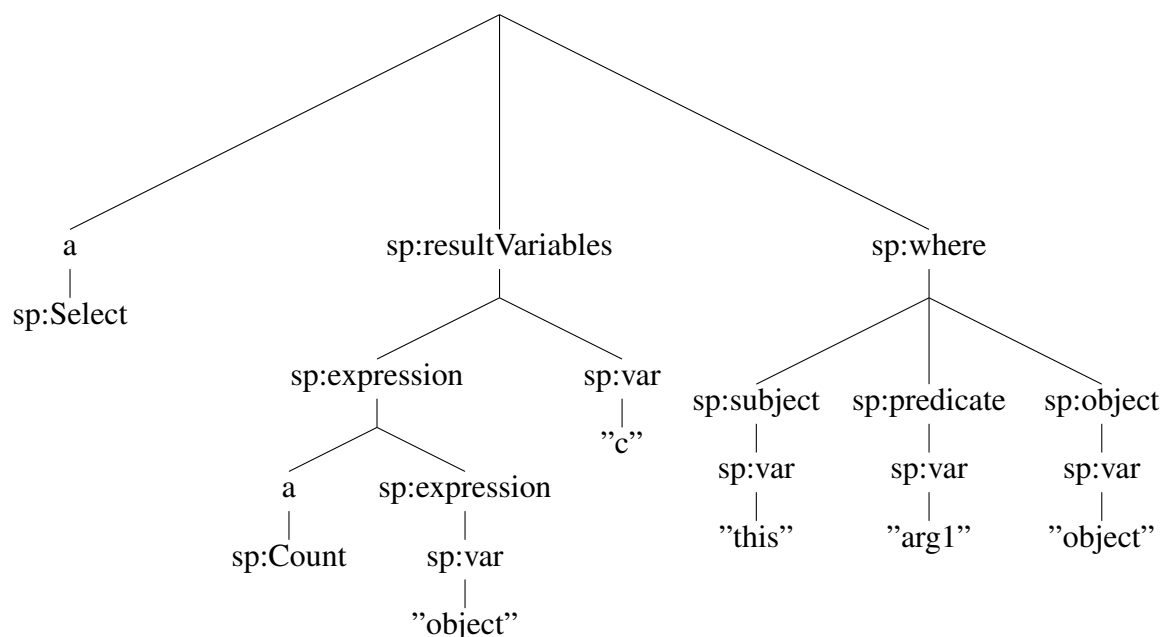 a sp:resultVariables sp:where
sp:Select
sp:expression sp:var
sp:subject sp:predicate sp:object
”c”
sp:var sp:var sp:var
a sp:expression
”this” ”arg1” ”object”
sp:Count sp:var
”object”